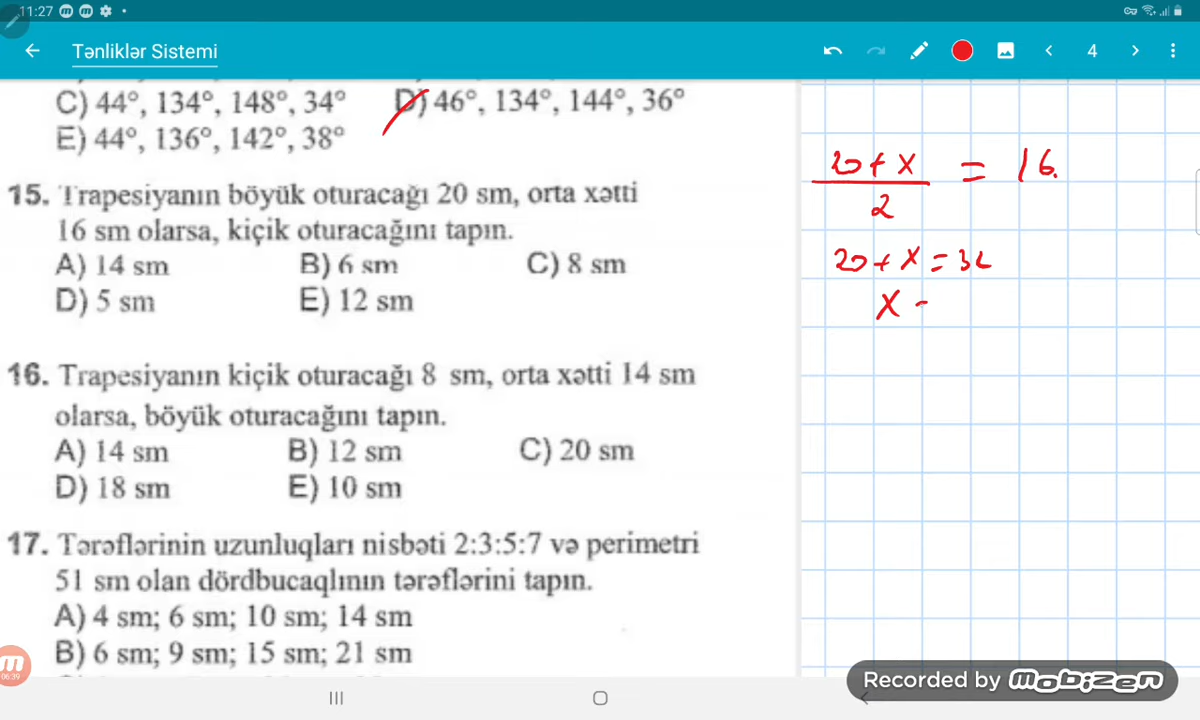 11:27
Tənliklər Sistemi
4
C) 44°, 134°, 148°, 34° D) 46°, 134°, 144°, 36°
E) 44°, 136°, 142°, 38°
15. Trapesiyanın böyük oturacağı 20 sm, orta xətti
16 sm olarsa, kiçik oturacağını tapın.
A) 14 sm B) 6 sm C) 8 sm
D) 5 sm E) 12 sm
16. Trapesiyanın kiçik oturacağı 8 sm, orta xətti 14 sm
olarsa, böyük oturacağını tapın.
A) 14 sm B) 12 sm C) 20 sm
D) 18 sm E) 10 sm
17. Tərəflərinin uzunluqları nisbəti 2:3:5:7 və perimetri
51 sm olan dördbucaqlının tərəflərini tapın.
A) 4 sm; 6 sm; 10 sm; 14 sm
B) 6 sm; 9 sm; 15 sm; 21 sm
20 + x = 16.
2
20 + x = 32
x -
06:39
Recorded by mobizen